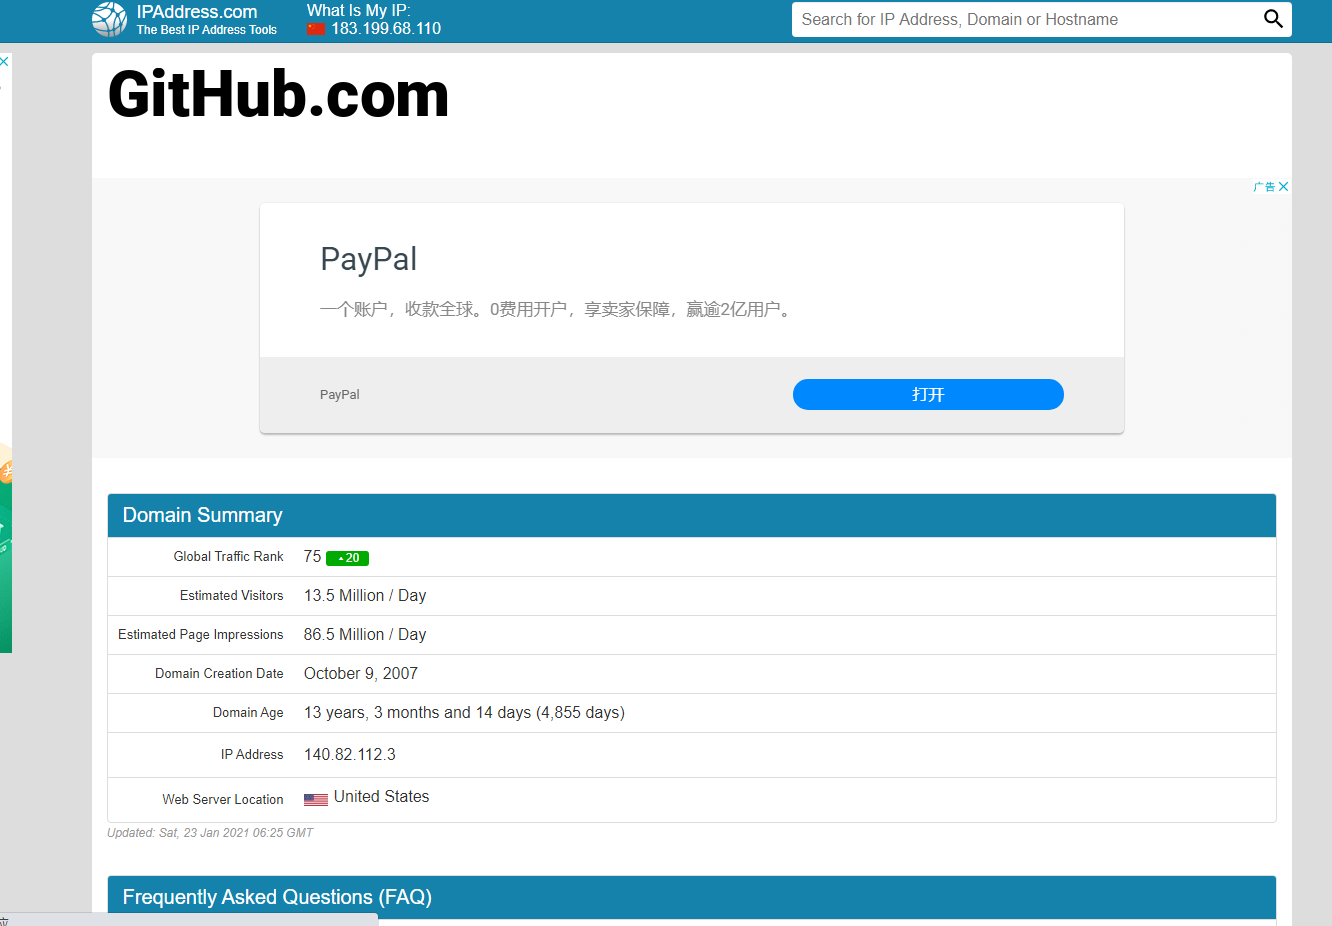 IPAddress.com
The Best IP Address Tools
What Is My IP:
183.199.68.110
Search for IP Address, Domain or Hostname
GitHub.com
广告
PayPal
一个账户，收款全球。0费用开户，享卖家保障，赢逾2亿用户。
PayPal
打开
Domain Summary
Global Traffic Rank 75 20
Estimated Visitors 13.5 Million / Day
Estimated Page Impressions 86.5 Million / Day
Domain Creation Date October 9, 2007
Domain Age 13 years, 3 months and 14 days (4,855 days)
IP Address 140.82.112.3
Web Server Location United States
Updated: Sat, 23 Jan 2021 06:25 GMT
Frequently Asked Questions (FAQ)
应